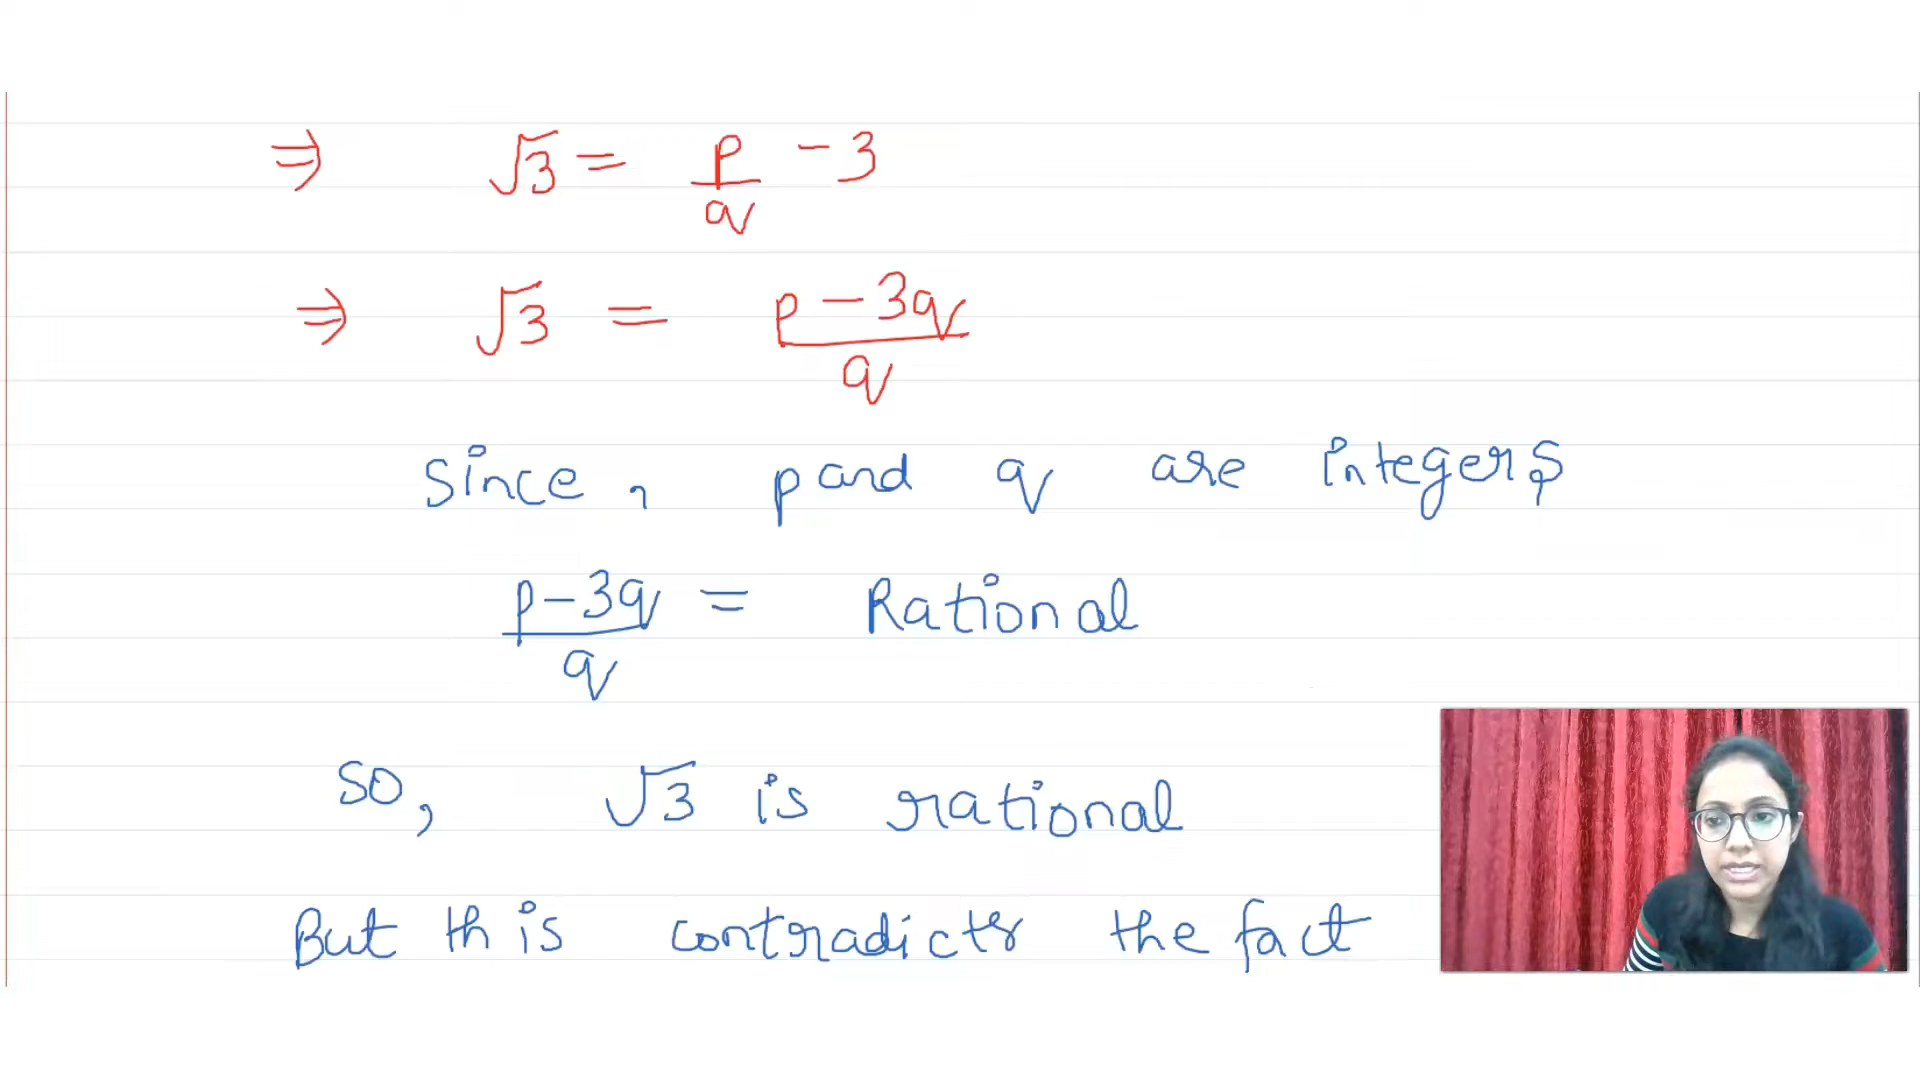 ⇒ √3 = p/q - 3
⇒ √3 = (p - 3q)/q
Since, p and q are integers
(p - 3q)/q = Rational
SO, √3 is rational
But this contradicts the fact